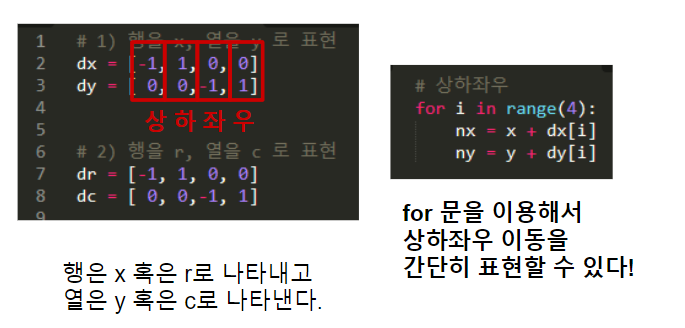 1 # 1) 행을 x, 열을 y 로 표현
2 dx = [-1, 1, 0, 0]
3 dy = [ 0, 0,-1, 1]
4
상 하 좌 우
5
6 # 2) 행을 r, 열을 c 로 표현
7 dr = [-1, 1, 0, 0]
8 dc = [ 0, 0,-1, 1]
9
행은 x 혹은 r로 나타내고
열은 y 혹은 c로 나타낸다.
# 상하좌우
for i in range(4):
nx = x + dx[i]
ny = y + dy[i]
for 문을 이용해서
상하좌우 이동을
간단히 표현할 수 있다!